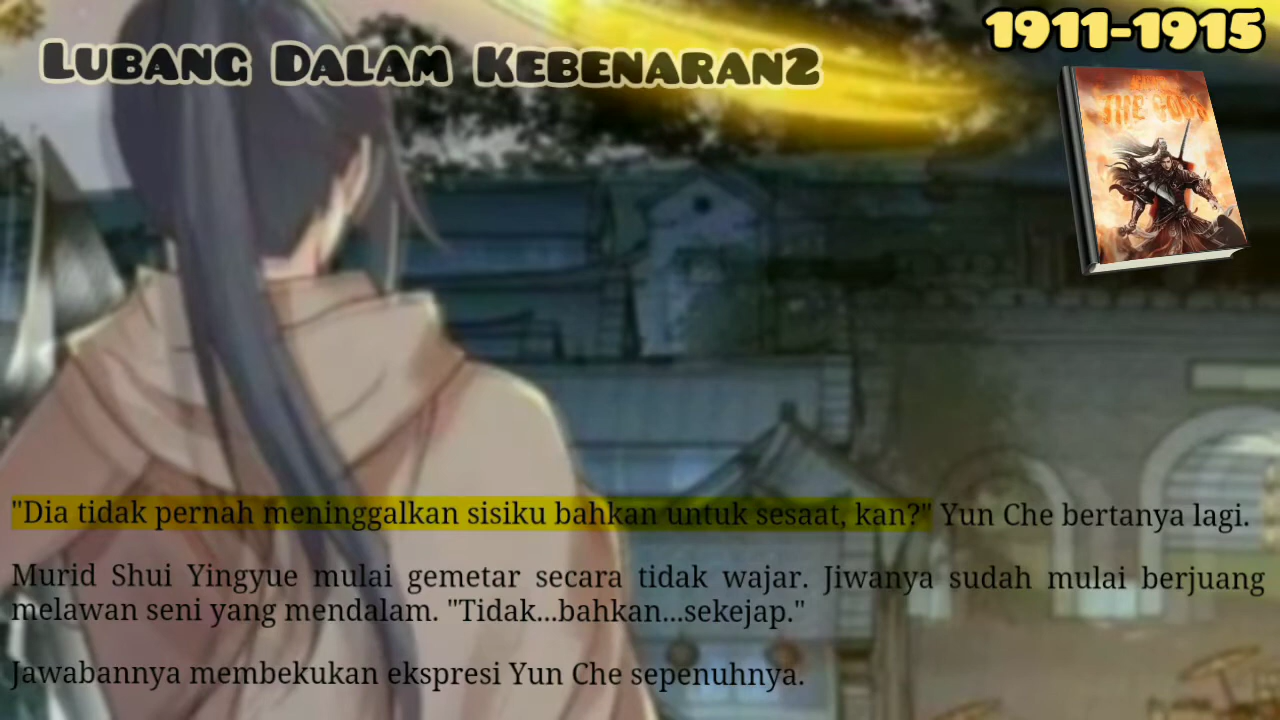 1911-1915
Lubang Dalam Kebenaran2
THE GODS
"Dia tidak pernah meninggalkan sisiku bahkan untuk sesaat, kan?" Yun Che bertanya lagi.
Murid Shui Yingyue mulai gemetar secara tidak wajar. Jiwanya sudah mulai berjuang
melawan seni yang mendalam. "Tidak...bahkan...sekejap."
Jawabannya membekukan ekspresi Yun Che sepenuhnya.